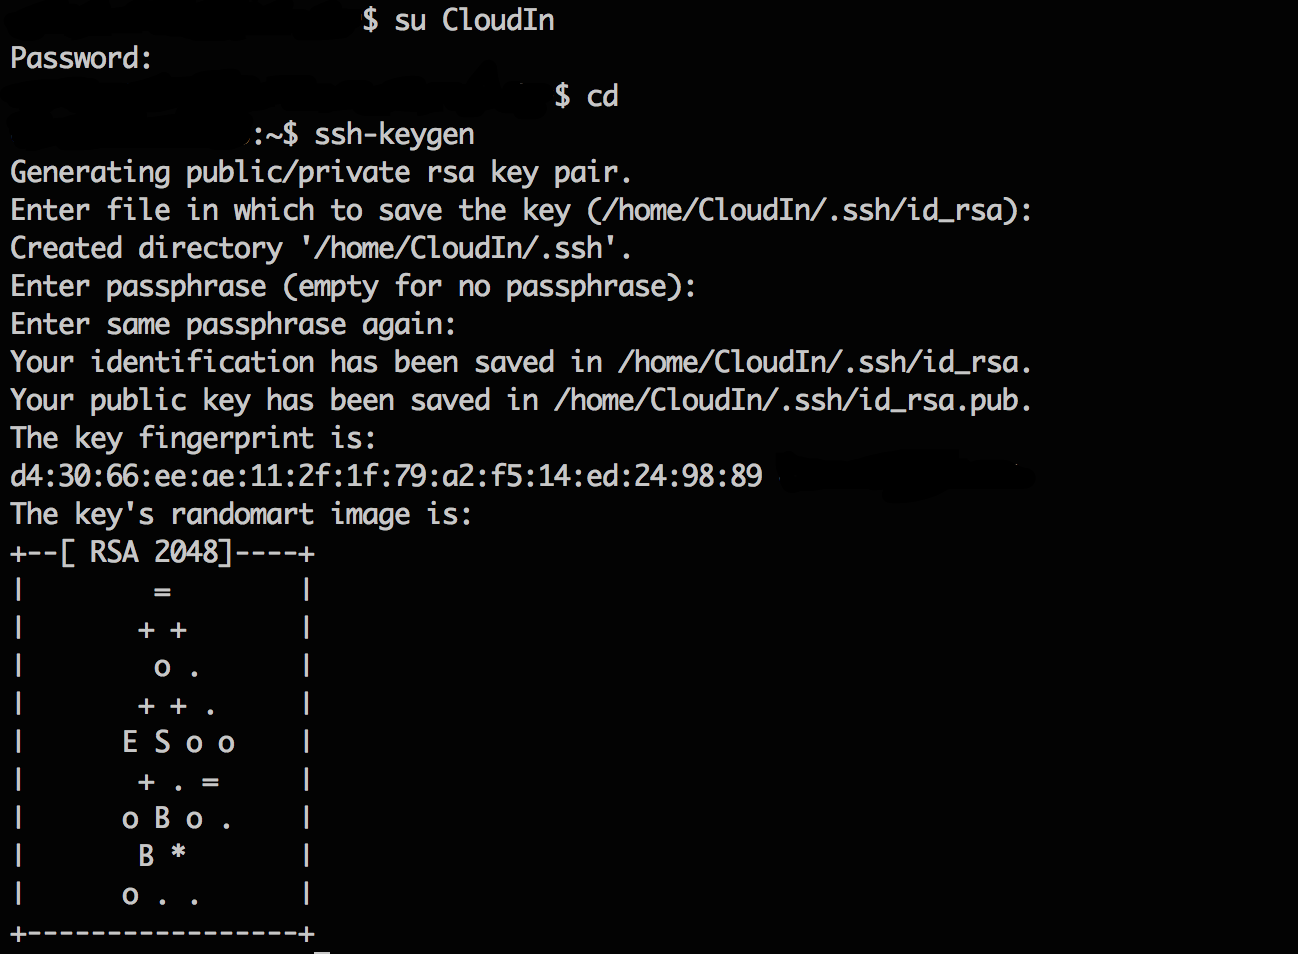 $ su CloudIn
Password:
$ cd
:~$ ssh-keygen
Generating public/private rsa key pair.
Enter file in which to save the key (/home/CloudIn/.ssh/id_rsa):
Created directory '/home/CloudIn/.ssh'.
Enter passphrase (empty for no passphrase):
Enter same passphrase again:
Your identification has been saved in /home/CloudIn/.ssh/id_rsa.
Your public key has been saved in /home/CloudIn/.ssh/id_rsa.pub.
The key fingerprint is:
d4:30:66:ee:ae:11:2f:1f:79:a2:f5:14:ed:24:98:89
The key's randomart image is:
+--[ RSA 2048]----+
|        =        |
|       + +       |
|        o .      |
|       + + .     |
|      E S o o    |
|       + . =     |
|      o B o .    |
|       B *       |
|      o . .      |
+-----------------+